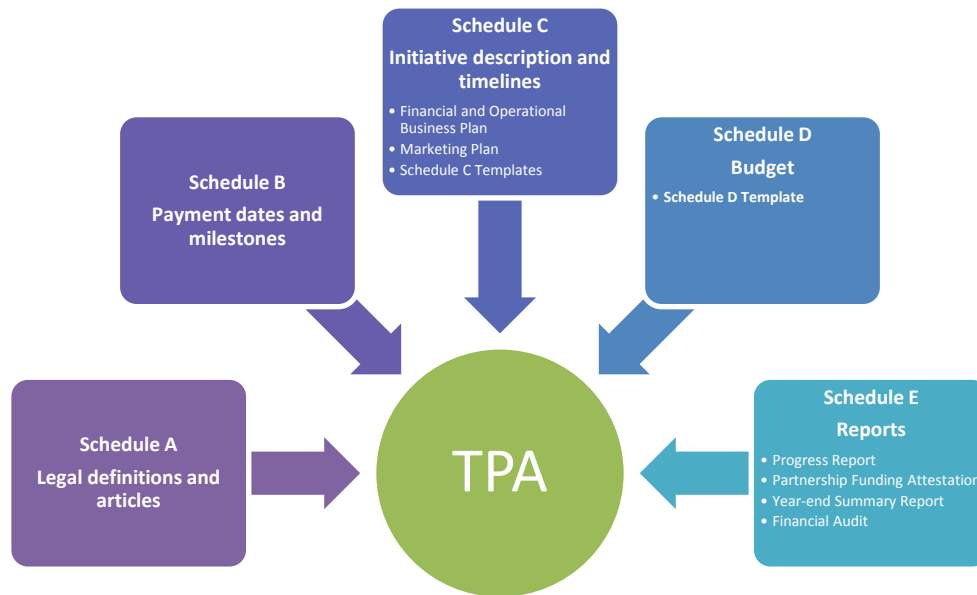 Schedule A
Legal definitions and
articles
Schedule B
Payment dates and
milestones
Schedule C
Initiative description and
timelines
• Financial and Operational
Business Plan
• Marketing Plan
• Schedule C Templates
Schedule D
Budget
• Schedule D Template
Schedule E
Reports
• Progress Report
• Partnership Funding Attestation
• Year-end Summary Report
• Financial Audit
TPA